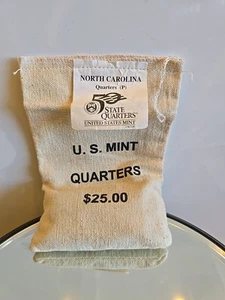 NORTH CAROLINA
Quarters (P)
50
STATE
QUARTERS
UNITED STATES MINT
U.S. MINT
QUARTERS
$25.00